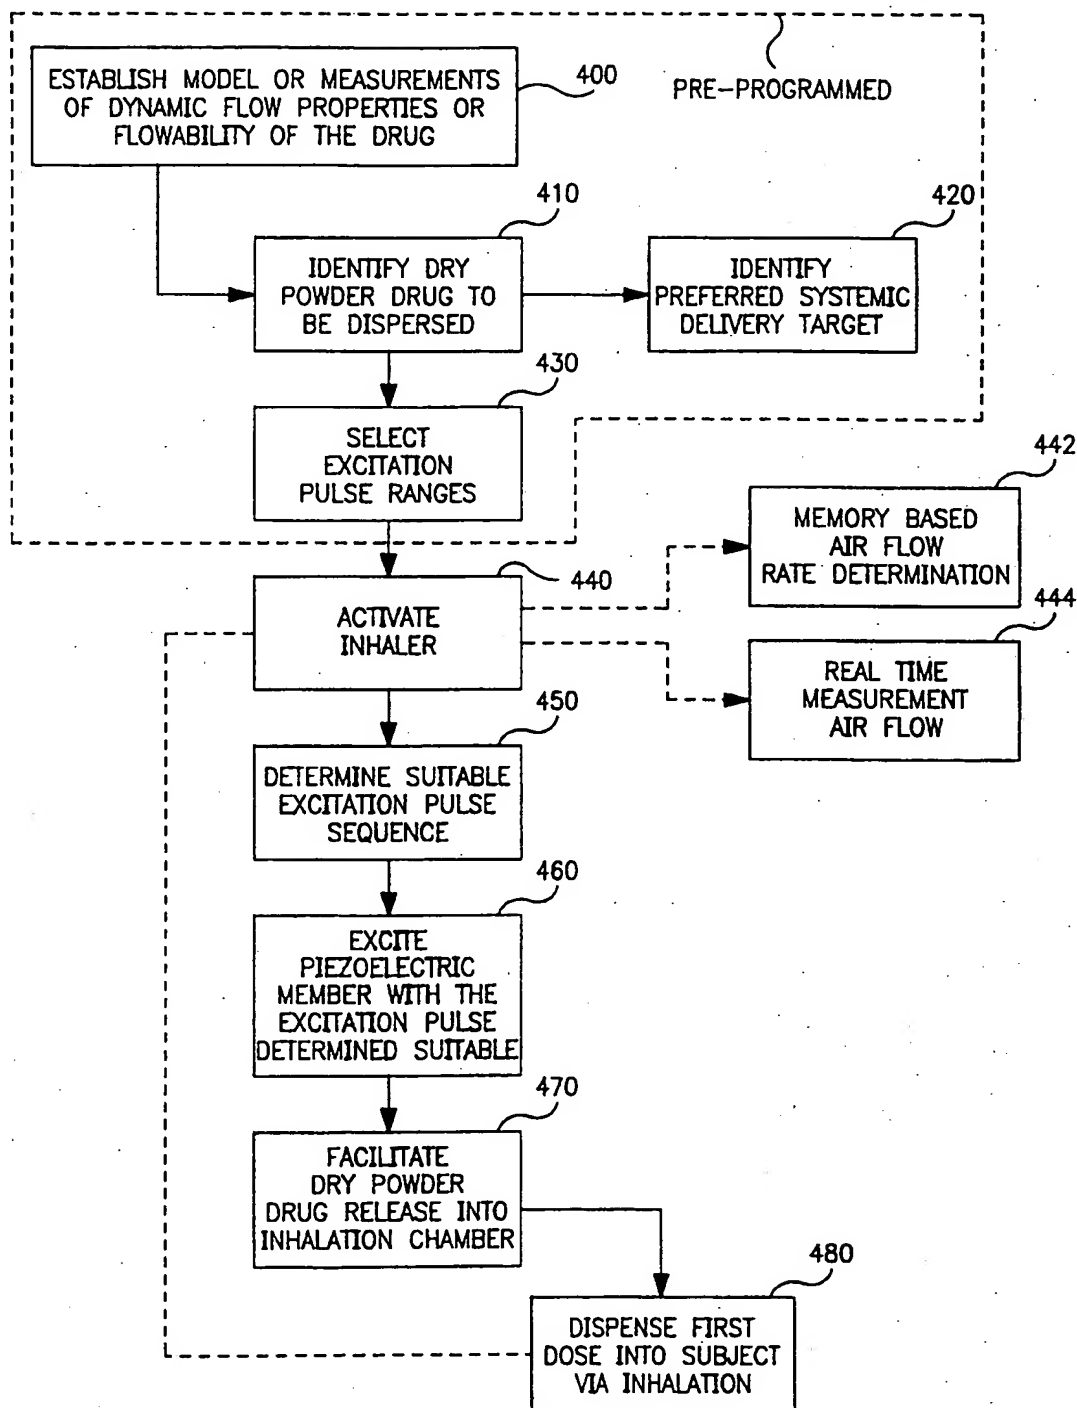 ESTABLISH MODEL OR MEASUREMENTS
OF DYNAMIC FLOW PROPERTIES OR
FLOWABILITY OF THE DRUG
400
PRE-PROGRAMMED
410
IDENTIFY DRY
POWDER DRUG TO
BE DISPERSED
420
IDENTIFY
PREFERRED SYSTEMIC
DELIVERY TARGET
430
SELECT
EXCITATION
PULSE RANGES
442
MEMORY BASED
AIR FLOW
RATE DETERMINATION
440
ACTIVATE
INHALER
444
REAL TIME
MEASUREMENT
AIR FLOW
450
DETERMINE SUITABLE
EXCITATION PULSE
SEQUENCE
460
EXCITE
PIEZOELECTRIC
MEMBER WITH THE
EXCITATION PULSE
DETERMINED SUITABLE
470
FACILITATE
DRY POWDER
DRUG RELEASE INTO
INHALATION CHAMBER
480
DISPENSE FIRST
DOSE INTO SUBJECT
VIA INHALATION